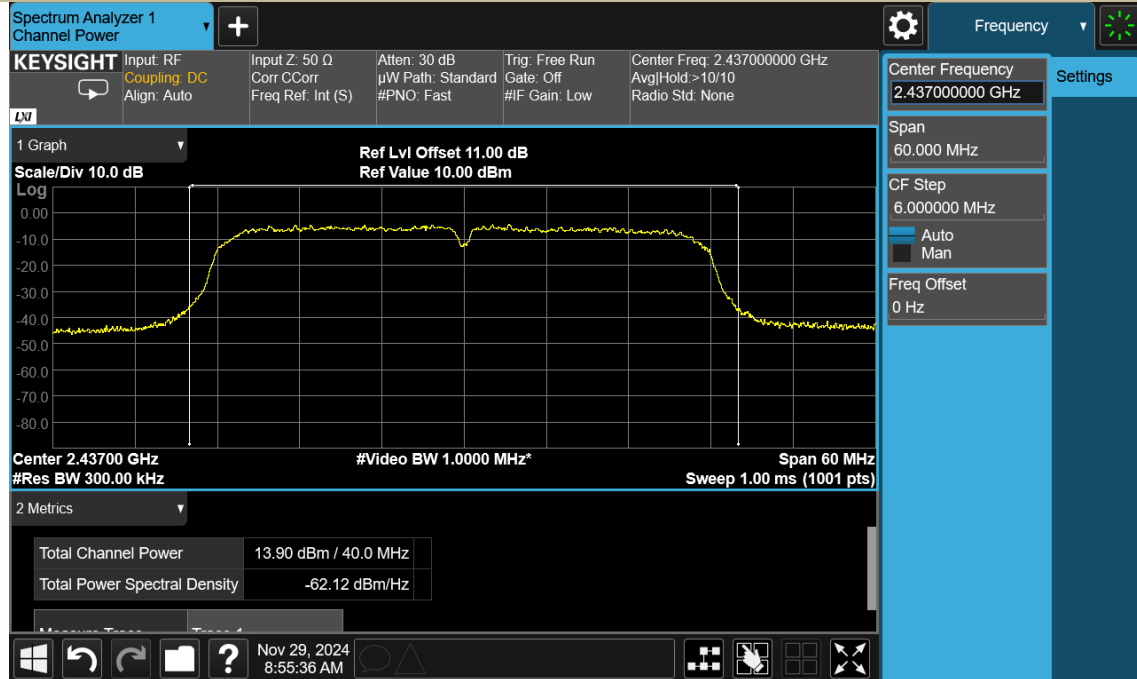 Spectrum Analyzer 1
Channel Power
Frequency
KEYSIGHT
LXI
Input: RF
Coupling: DC
Align: Auto
Input Z: 50 Ω
Corr CCorr
Freq Ref: Int (S)
Atten: 30 dB
µW Path: Standard
#PNO: Fast
Trig: Free Run
Gate: Off
#IF Gain: Low
Center Freq: 2.437000000 GHz
Avg|Hold:>10/10
Radio Std: None
1 Graph
Scale/Div 10.0 dB
Ref Lvl Offset 11.00 dB
Ref Value 10.00 dBm
Log
0.00
-10.0
-20.0
-30.0
-40.0
-50.0
-60.0
-70.0
-80.0
Center 2.43700 GHz
#Video BW 1.0000 MHz*
Span 60 MHz
#Res BW 300.00 kHz
Sweep 1.00 ms (1001 pts)
2 Metrics
Total Channel Power 13.90 dBm / 40.0 MHz
Total Power Spectral Density -62.12 dBm/Hz
Measure Trace Trace 1
?
Nov 29, 2024
8:55:36 AM
Center Frequency
2.437000000 GHz
Span
60.000 MHz
CF Step
6.000000 MHz
Auto
Man
Freq Offset
0 Hz
Settings